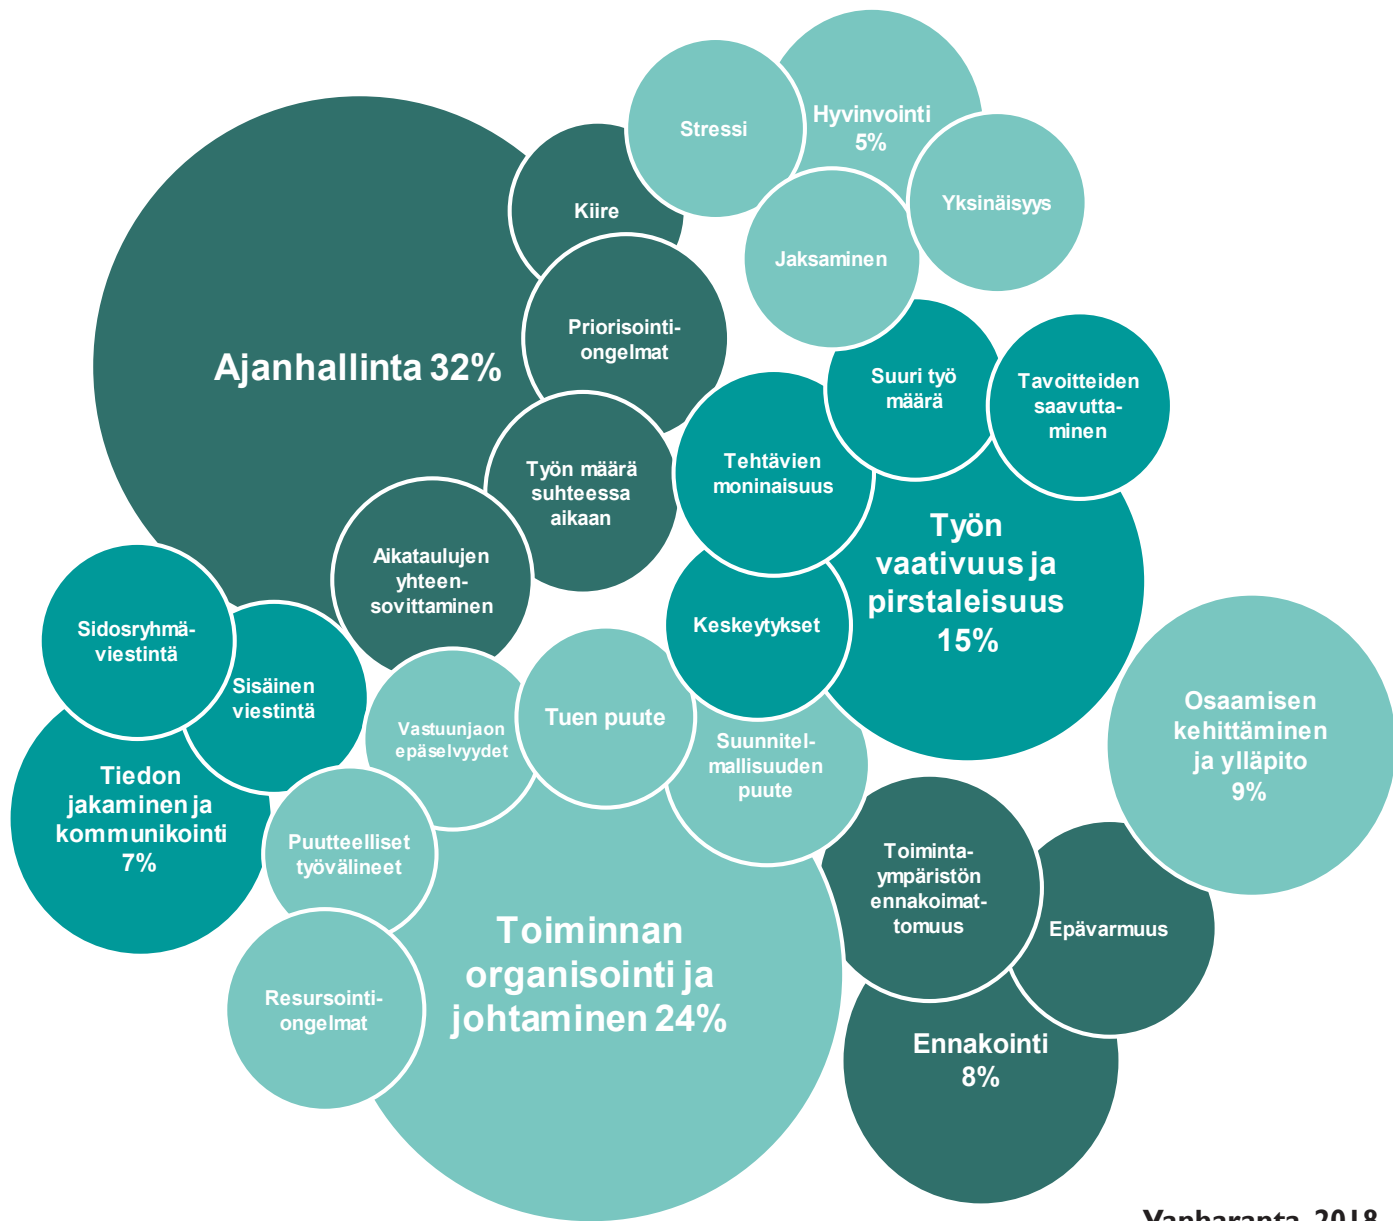 Stressi
Hyvinvointi
5%
Yksinäisyys
Kiire
Jaksaminen
Priorisointi-
ongelmat
Ajanhallinta 32%
Suuri työ
määrä
Tavoitteiden
saavutta-
minen
Tehtävien
moninaisuus
Työn määrä
suhteessa
aikaan
Työn
vaativuus ja
pirstaleisuus
15%
Aikataulujen
yhteen-
sovittaminen
Keskeytykset
Sidosryhmä-
viestintä
Sisäinen
viestintä
Vastuunjaon
epäselvyydet
Tuen puute
Suunnitel-
mallisuuden
puute
Osaamisen
kehittäminen
ja ylläpito
9%
Tiedon
jakaminen ja
kommunikointi
7%
Puutteelliset
työvälineet
Toiminta-
ympäristön
ennakoimat-
tomuus
Epävarmuus
Toiminnan
organisointi ja
johtaminen 24%
Resursointi-
ongelmat
Ennakointi
8%
Vanharanta, 2018